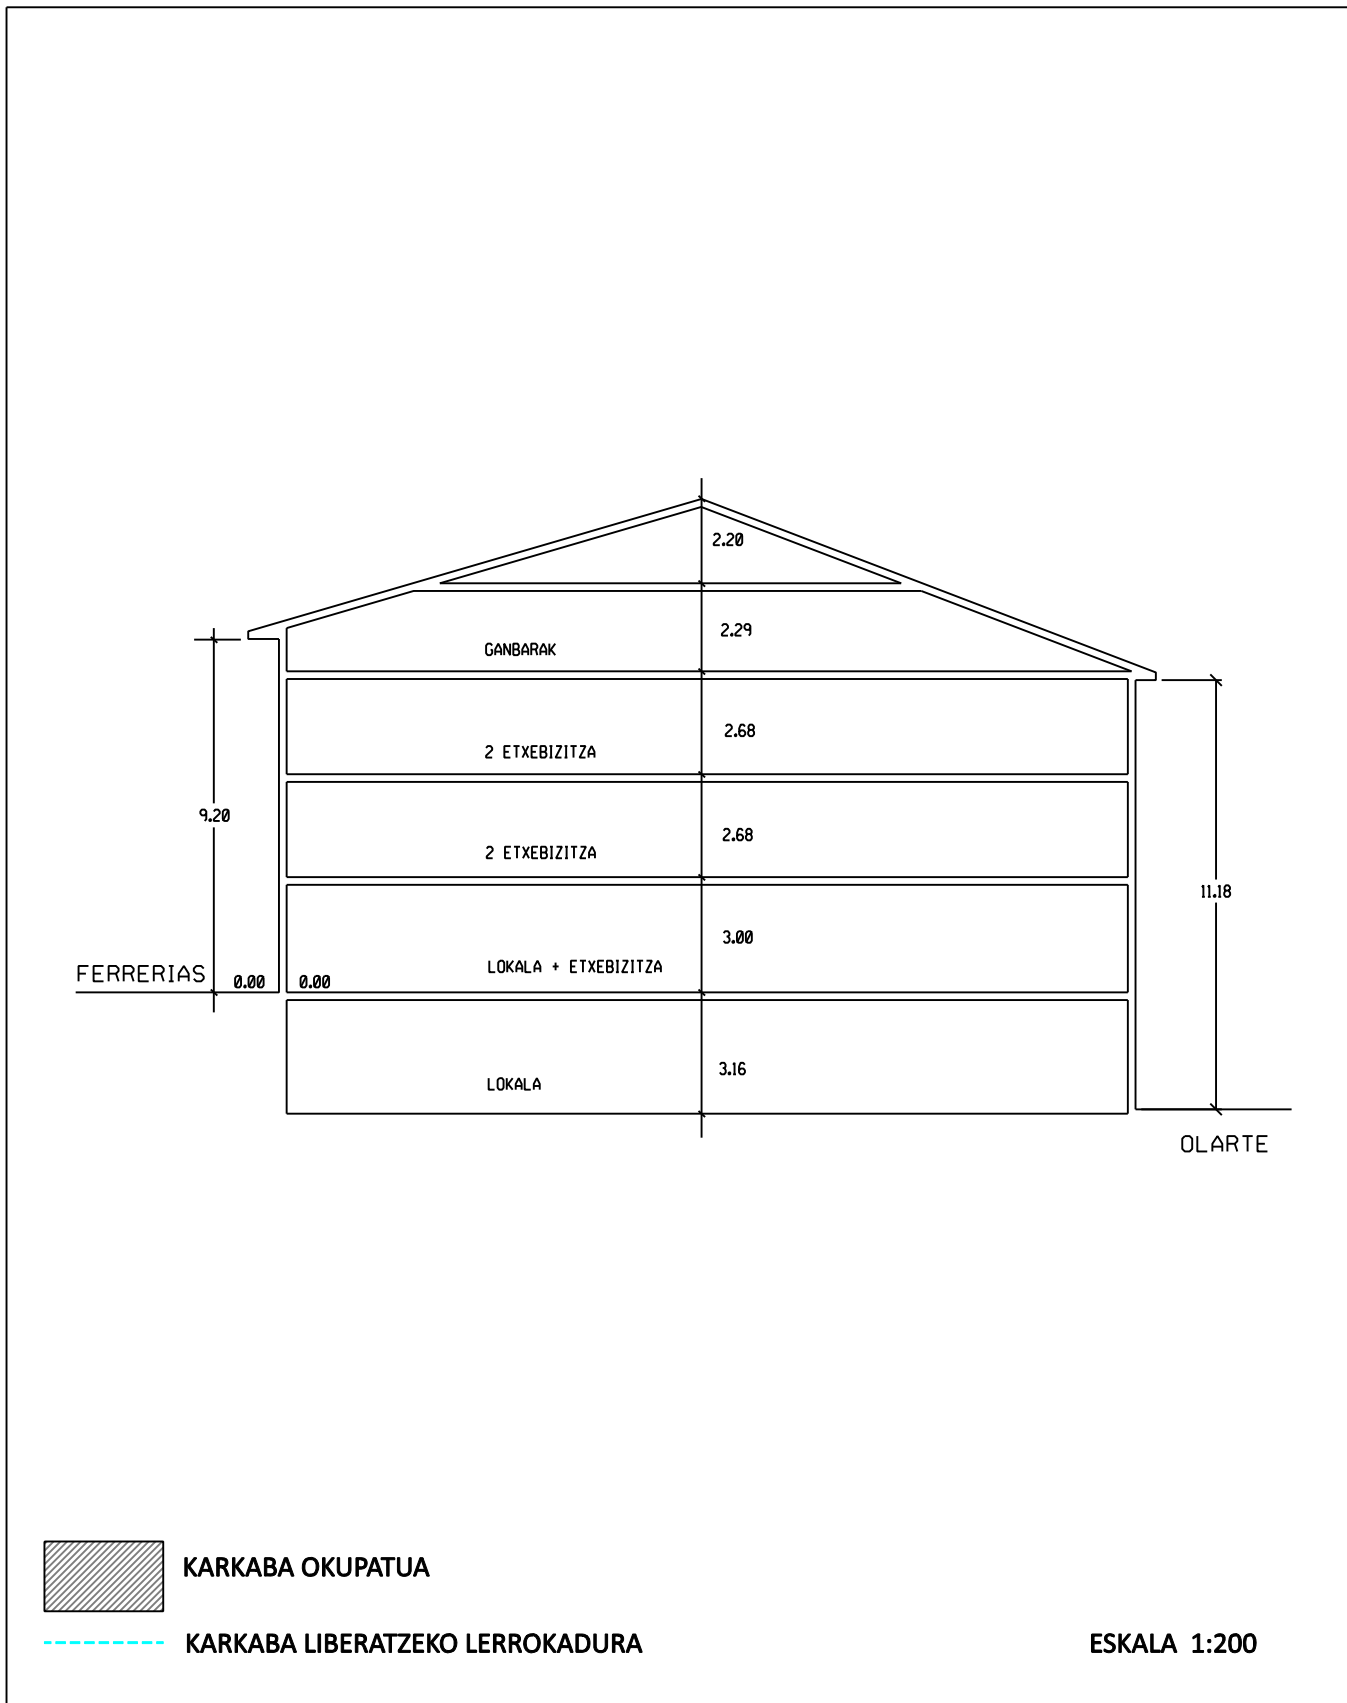 2.20
2.29
GANBARAK
2.68
2 ETXEBIZITZA
9.20
2.68
2 ETXEBIZITZA
11.18
3.00
LOKALA + ETXEBIZITZA
FERRERIAS 0.00 0.00
3.16
LOKALA
OLARTE
KARKABA OKUPATUA
KARKABA LIBERATZEKO LERROKADURA
ESKALA 1:200